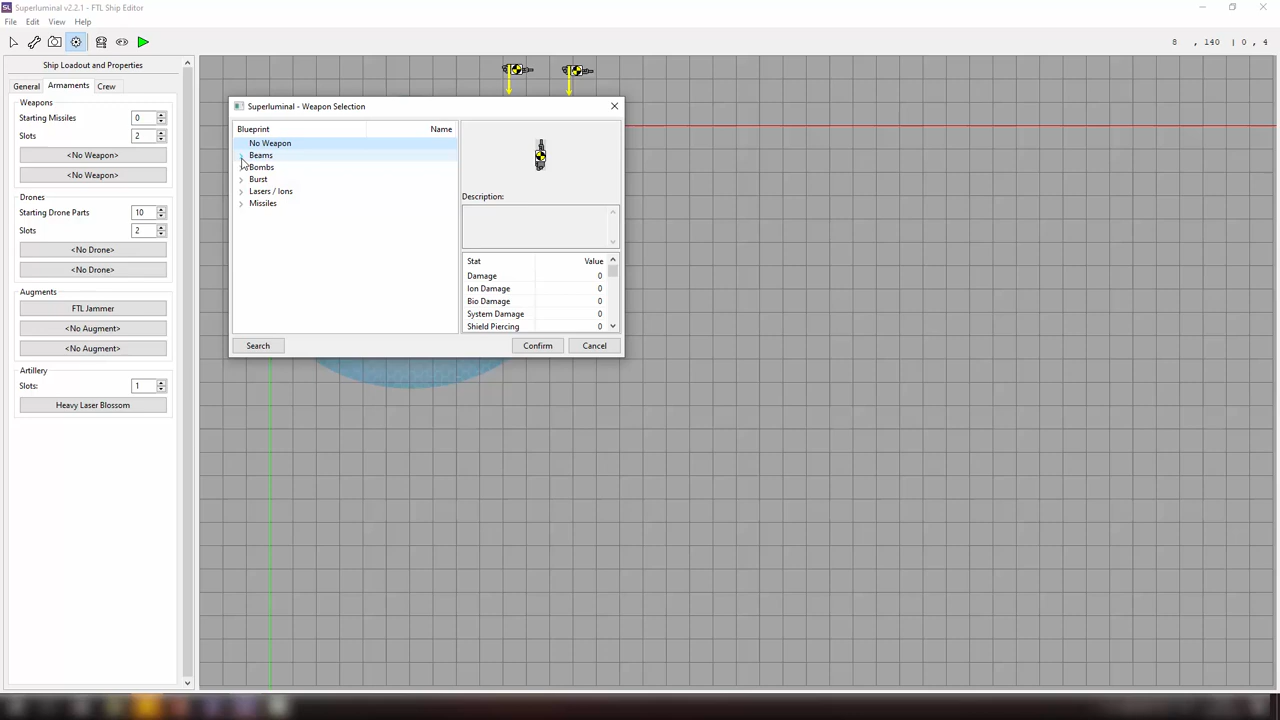 Superluminal v2.2.1 - FTL Ship Editor
File Edit View Help
8 , 140 | 0 , 4
Ship Loadout and Properties
General Armaments Crew
Weapons
Starting Missiles 0
Slots 2
<No Weapon>
<No Weapon>
Drones
Starting Drone Parts 10
Slots 2
<No Drone>
<No Drone>
Augments
FTL Jammer
<No Augment>
<No Augment>
Artillery
Slots: 1
Heavy Laser Blossom
Superluminal - Weapon Selection
Blueprint Name
No Weapon
Beams
Bombs
Burst
Lasers / Ions
Missiles
Description:
Stat Value
Damage 0
Ion Damage 0
Bio Damage 0
System Damage 0
Shield Piercing 0
Search Confirm Cancel